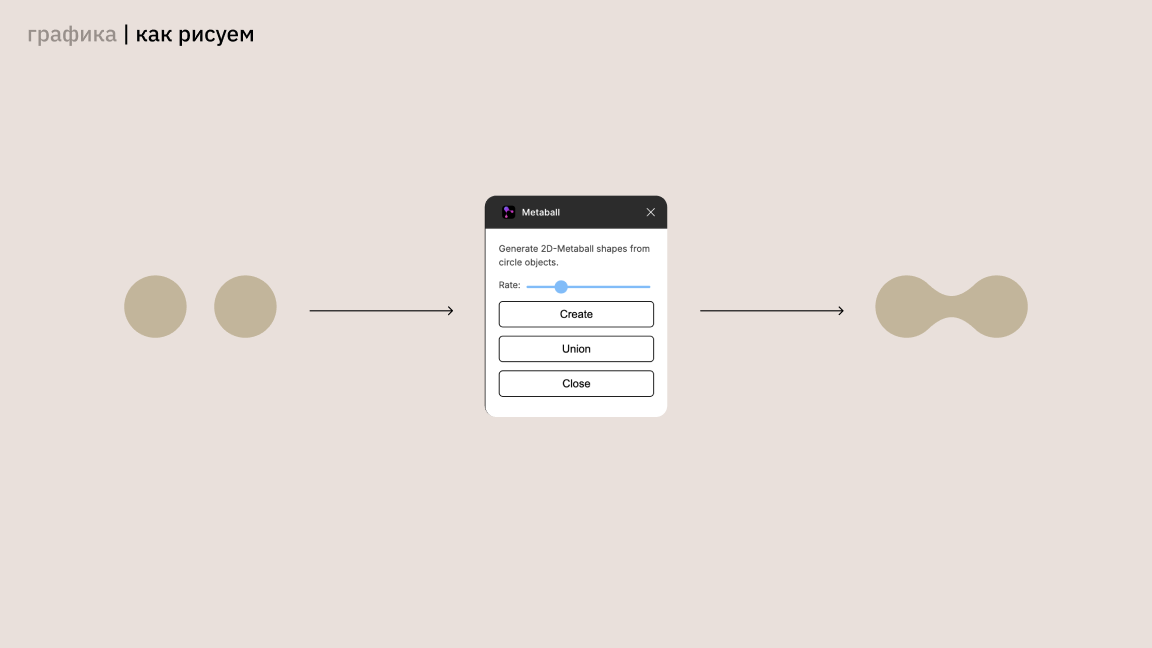 графика | как рисуем
Metaball
Generate 2D-Metaball shapes from
circle objects.
Rate:
Create
Union
Close